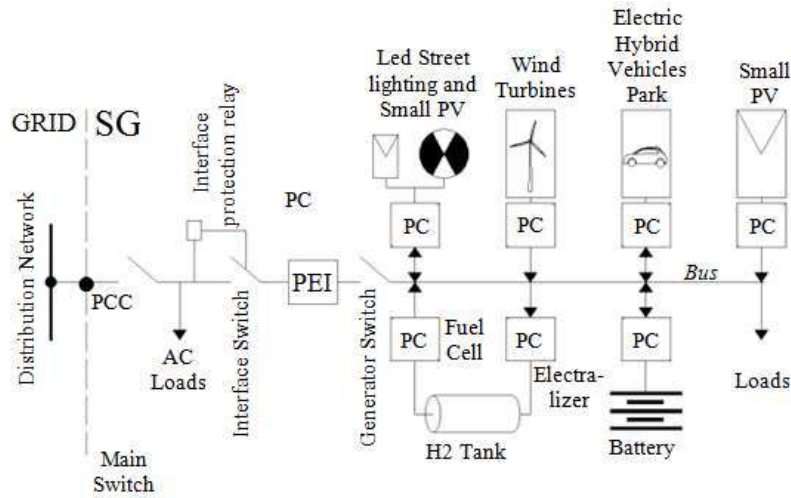 Led Street
lighting and
Small PV
Wind
Turbines
Electric
Hybrid
Vehicles
Park
Small
PV
GRID
SG
Interface
protection relay
PC
PC
PC
PC
PC
Distribution Network
PCC
PEI
Bus
AC
Loads
Interface Switch
Generator Switch
PC
Fuel
Cell
PC
Electra-
lizer
PC
Loads
H2 Tank
Battery
Main
Switch